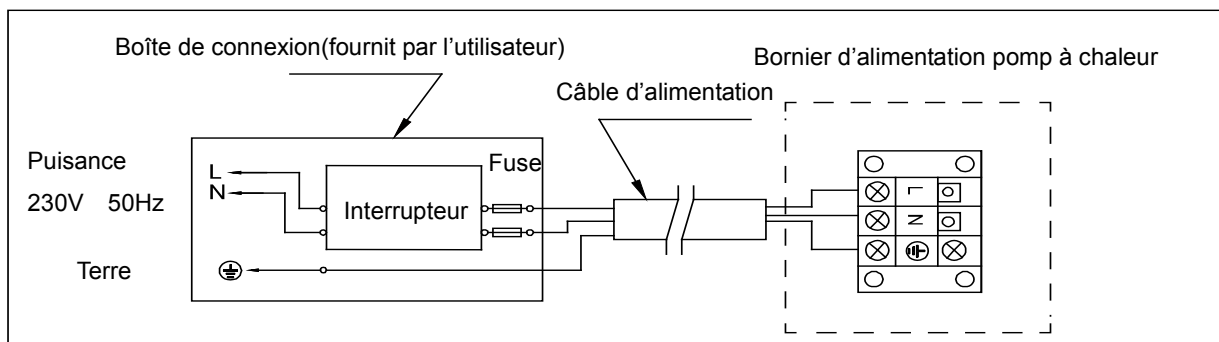 Boîte de connexion(fournit par l’utilisateur)
Bornier d’alimentation pomp à chaleur
Câble d’alimentation
Puisance
230V 50Hz
L
N
Interrupteur
Fuse
Terre
L
N